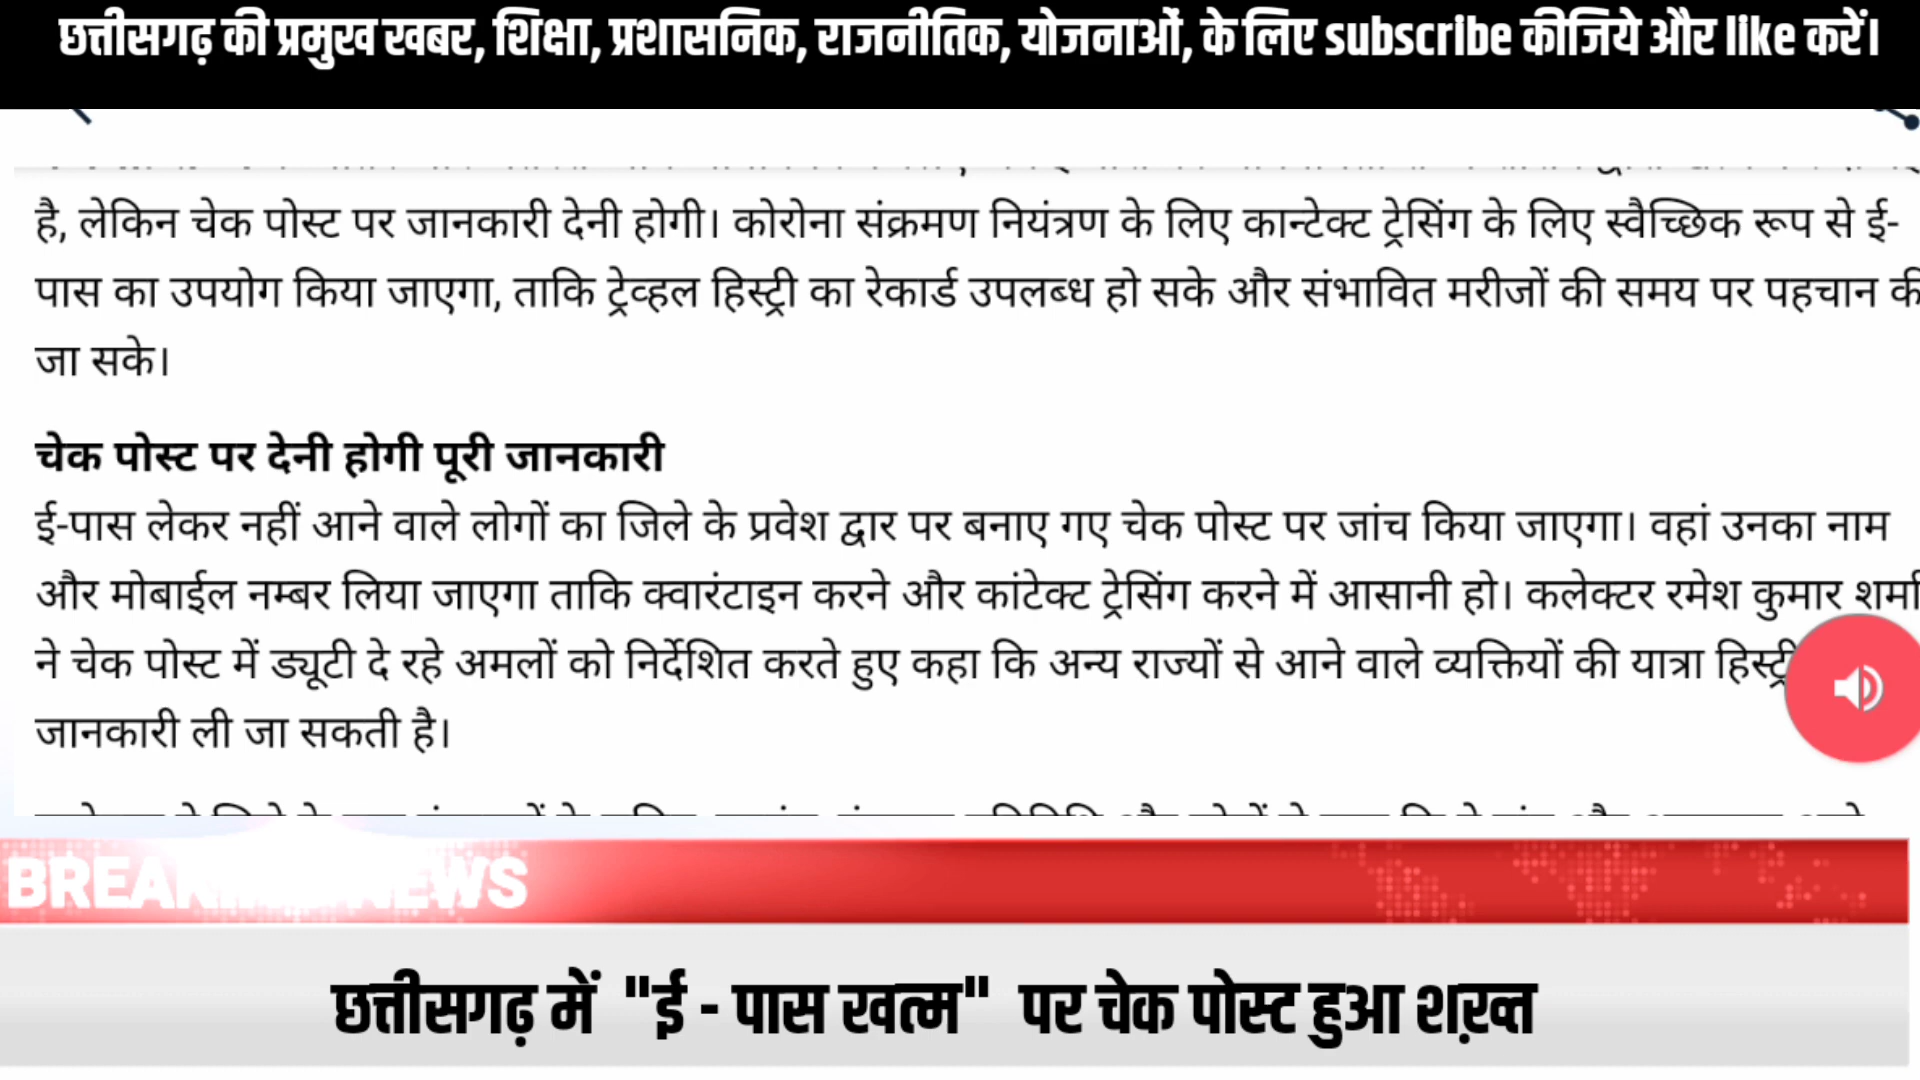 छत्तीसगढ़ की प्रमुख खबर, शिक्षा, प्रशासनिक, राजनीतिक, योजनाओं, के लिए subscribe कीजिये और like करें।
है, लेकिन चेक पोस्ट पर जानकारी देनी होगी। कोरोना संक्रमण नियंत्रण के लिए कान्टेक्ट ट्रेसिंग के लिए स्वैच्छिक रूप से ई-
पास का उपयोग किया जाएगा, ताकि ट्रेव्हल हिस्ट्री का रेकार्ड उपलब्ध हो सके और संभावित मरीजों की समय पर पहचान की
जा सके।
चेक पोस्ट पर देनी होगी पूरी जानकारी
ई-पास लेकर नहीं आने वाले लोगों का जिले के प्रवेश द्वार पर बनाए गए चेक पोस्ट पर जांच किया जाएगा। वहां उनका नाम
और मोबाईल नम्बर लिया जाएगा ताकि क्वारंटाइन करने और कांटेक्ट ट्रेसिंग करने में आसानी हो। कलेक्टर रमेश कुमार शर्मा
ने चेक पोस्ट में ड्यूटी दे रहे अमलों को निर्देशित करते हुए कहा कि अन्य राज्यों से आने वाले व्यक्तियों की यात्रा हिस्ट्री
जानकारी ली जा सकती है।
BREAKING NEWS
छत्तीसगढ़ में "ई - पास खत्म" पर चेक पोस्ट हुआ शख़्त